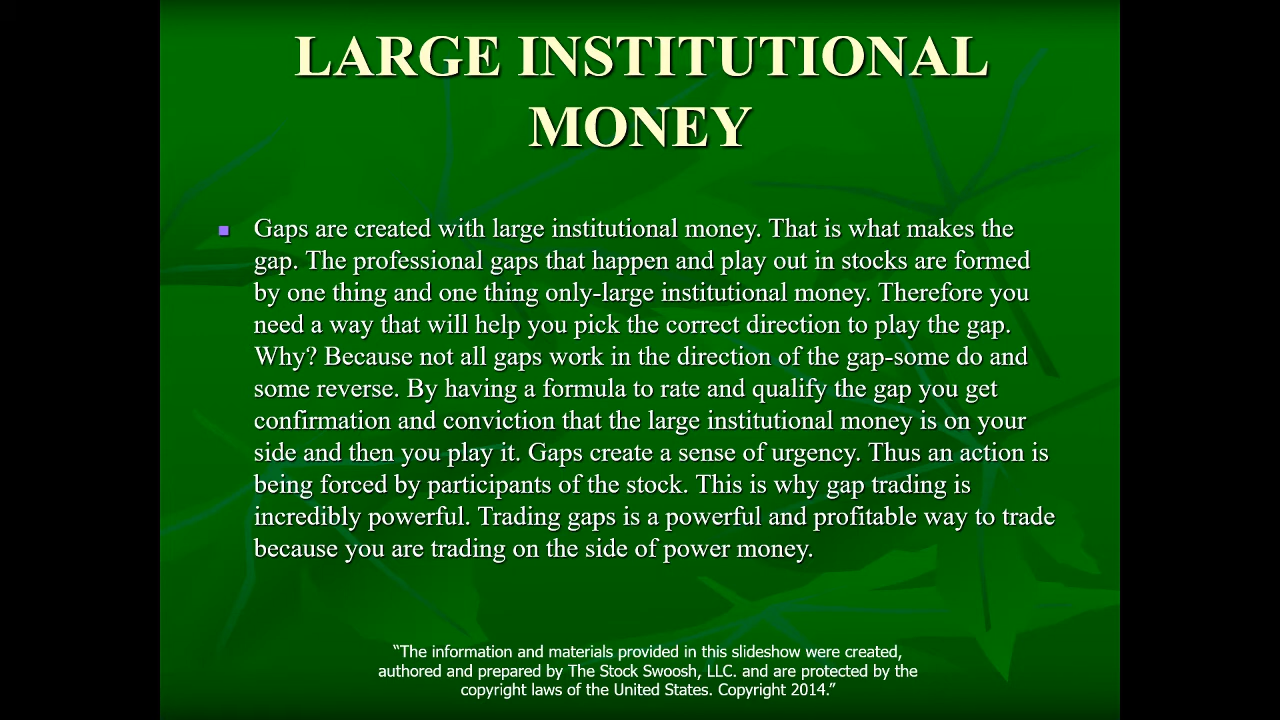 LARGE INSTITUTIONAL
MONEY
Gaps are created with large institutional money. That is what makes the
gap. The professional gaps that happen and play out in stocks are formed
by one thing and one thing only-large institutional money. Therefore you
need a way that will help you pick the correct direction to play the gap.
Why? Because not all gaps work in the direction of the gap-some do and
some reverse. By having a formula to rate and qualify the gap you get
confirmation and conviction that the large institutional money is on your
side and then you play it. Gaps create a sense of urgency. Thus an action is
being forced by participants of the stock. This is why gap trading is
incredibly powerful. Trading gaps is a powerful and profitable way to trade
because you are trading on the side of power money.
“The information and materials provided in this slideshow were created,
authored and prepared by The Stock Swoosh, LLC. and are protected by the
copyright laws of the United States. Copyright 2014.”